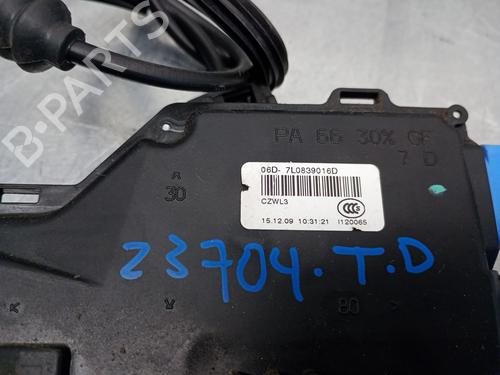 B-PARTS
PA 66 30% GF
7 D
06D- 7L0839016D
CZWL3
30
15.12.09 10:31:21 I120065
CCC
23704.T.D
80